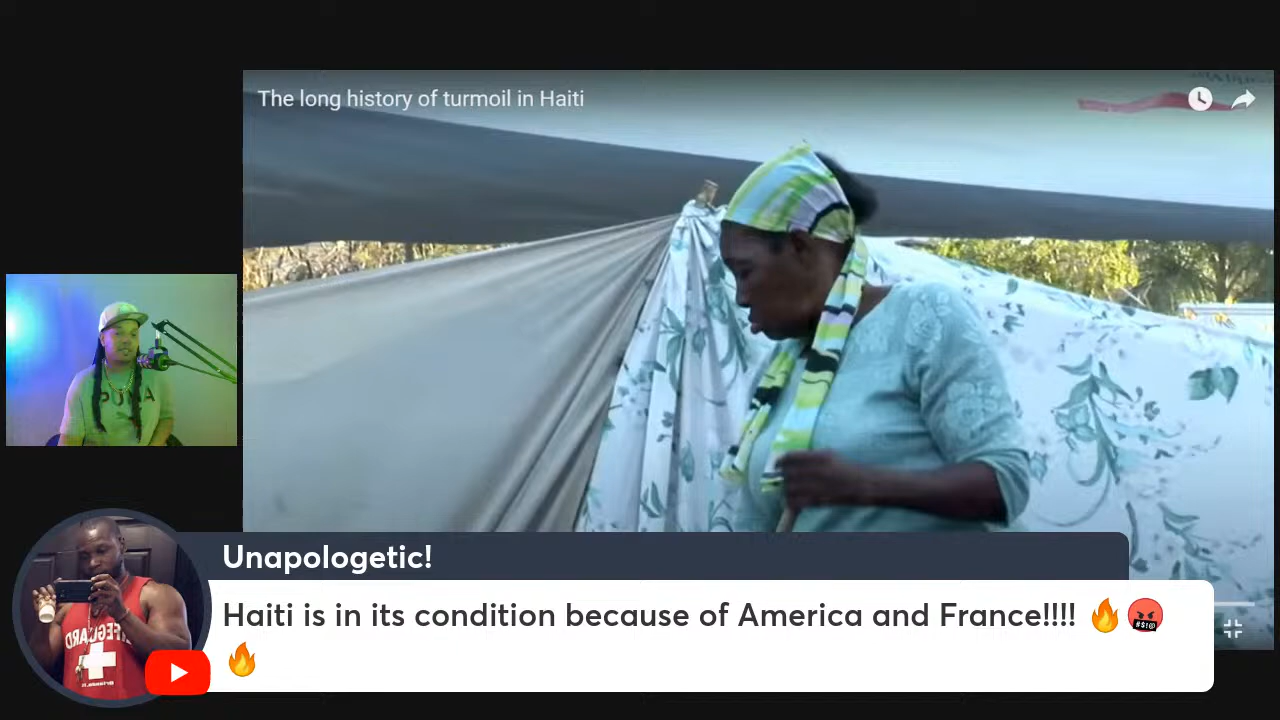 The long history of turmoil in Haiti
PUMA
Unapologetic!
Haiti is in its condition because of America and France!!!! 🔥🤬
🔥
LIFEGUARD